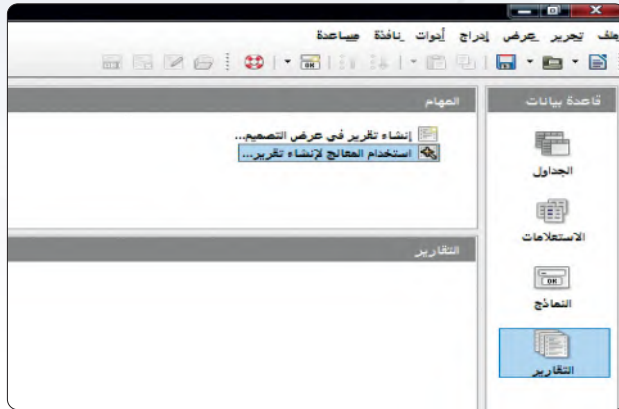 ملف تحرير عرض إدراج أدوات نافذة مساعدة
قاعدة بيانات
الجداول
الاستعلامات
OK
النماذج
التقارير
المهام
إنشاء تقرير في عرض التصميم...
استخدام المعالج لإنشاء تقرير...
التقارير